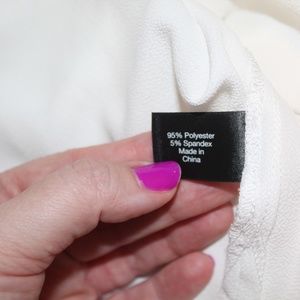 95% Polyester
5% Spandex
Made in
China